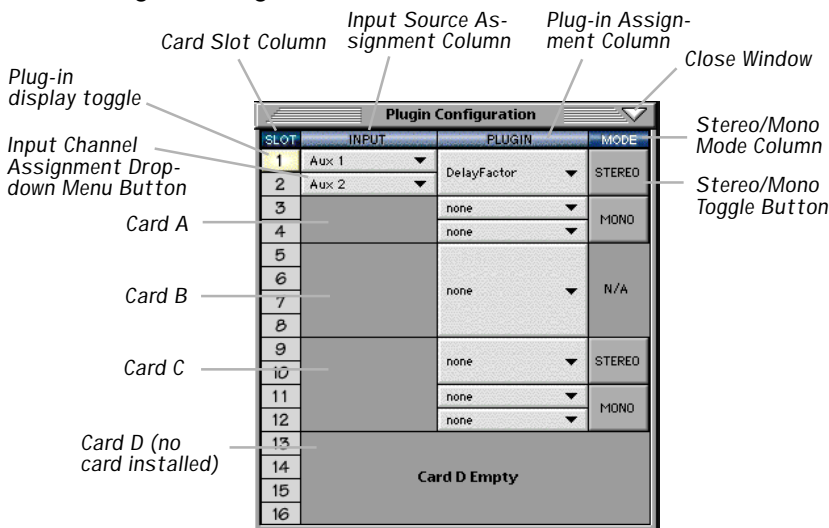 Input Source As-
signment Column
Plug-in Assign-
ment Column
Card Slot Column
Close Window
Plug-in
display toggle
Plugin Configuration
SLOT INPUT PLUGIN MODE
Stereo/Mono
Mode Column
Input Channel
Assignment Drop-
down Menu Button
1 Aux 1 DelayFactor STEREO
2 Aux 2
Stereo/Mono
Toggle Button
Card A
3 none MONO
4 none
Card B
5
6
none N/A
7
8
Card C
9
none STEREO
10
11 none MONO
12 none
Card D (no
card installed)
13
14
Card D Empty
15
16